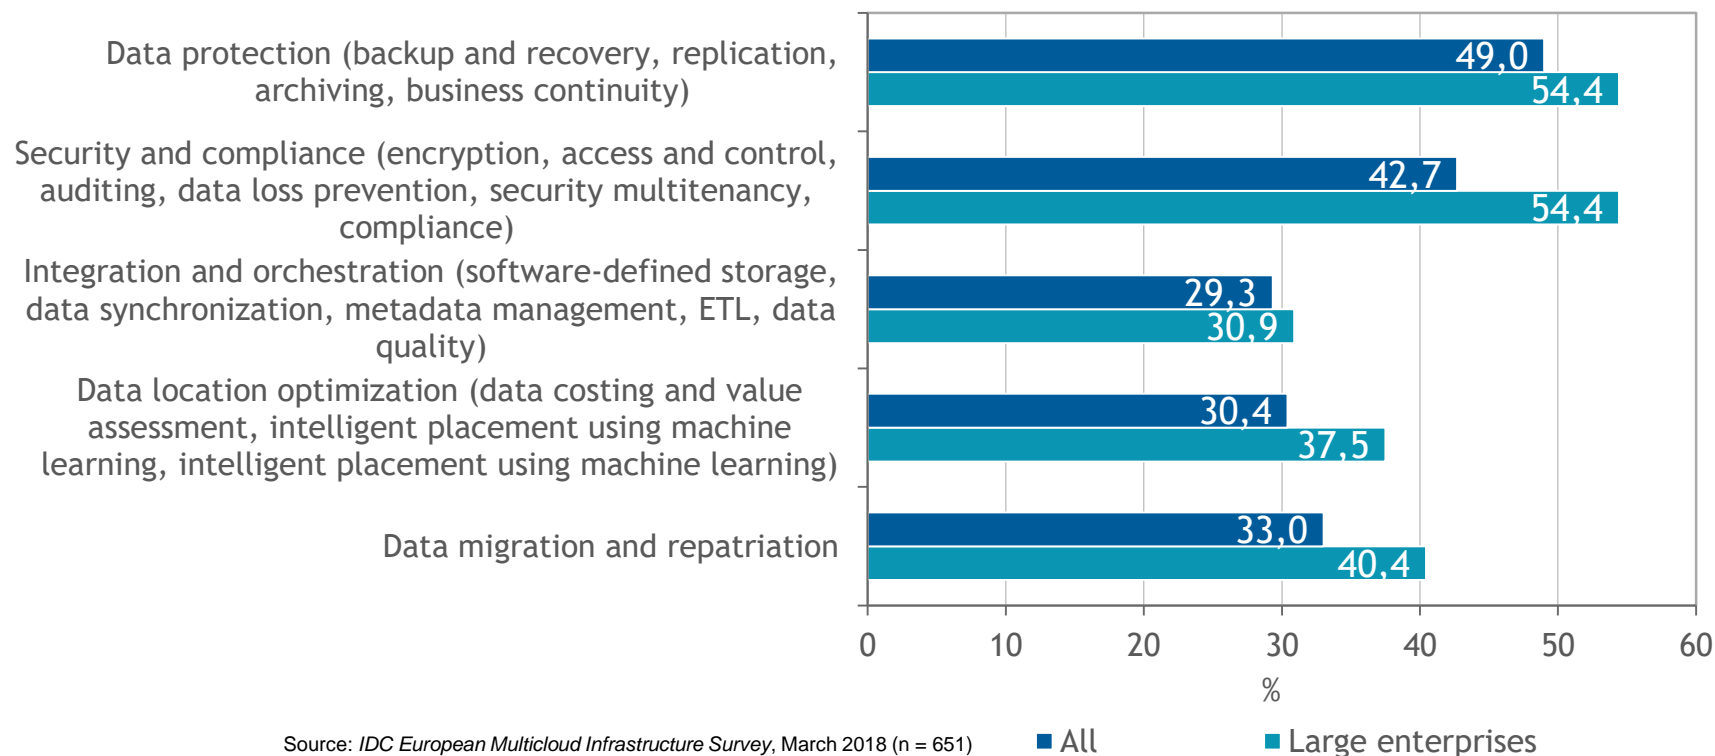 Data protection (backup and recovery, replication,
archiving, business continuity)
49,0
54,4
Security and compliance (encryption, access and control,
auditing, data loss prevention, security multitenancy,
compliance)
42,7
54,4
Integration and orchestration (software-defined storage,
data synchronization, metadata management, ETL, data
quality)
29,3
30,9
Data location optimization (data costing and value
assessment, intelligent placement using machine
learning, intelligent placement using machine learning)
30,4
37,5
Data migration and repatriation
33,0
40,4
0 10 20 30 40 50 60
%
Source: IDC European Multicloud Infrastructure Survey, March 2018 (n = 651)
All Large enterprises